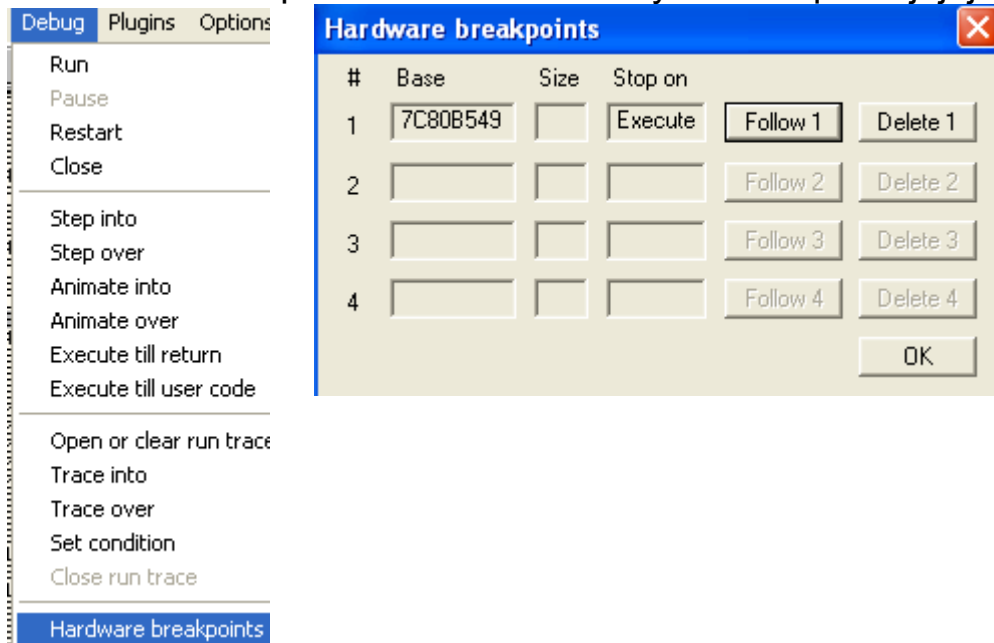 Debug Plugins Options
Run
Pause
Restart
Close
Step into
Step over
Animate into
Animate over
Execute till return
Execute till user code
Open or clear run trace
Trace into
Trace over
Set condition
Close run trace
Hardware breakpoints
Hardware breakpoints
# Base Size Stop on
1 7C80B549 Execute Follow 1 Delete 1
2 Follow 2 Delete 2
3 Follow 3 Delete 3
4 Follow 4 Delete 4
OK